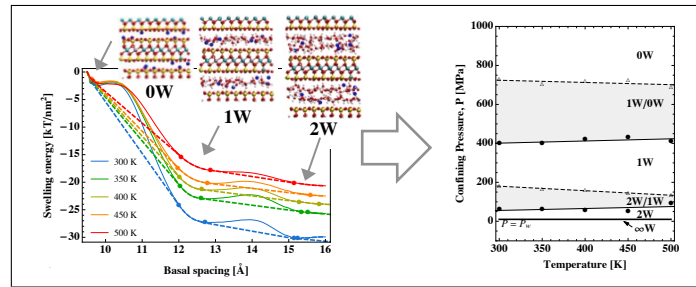 0W
1W
2W
Swelling energy [kT/nm²]
0
−5
−10
−15
−20
−25
−30
300 K
350 K
400 K
450 K
500 K
10
11
12
13
14
15
16
Basal spacing [Å]
Confining Pressure, P [MPa]
1000
800
600
400
200
0
0W
1W/0W
1W
2W/1W
2W
∞W
P = Pw
300
350
400
450
500
Temperature [K]